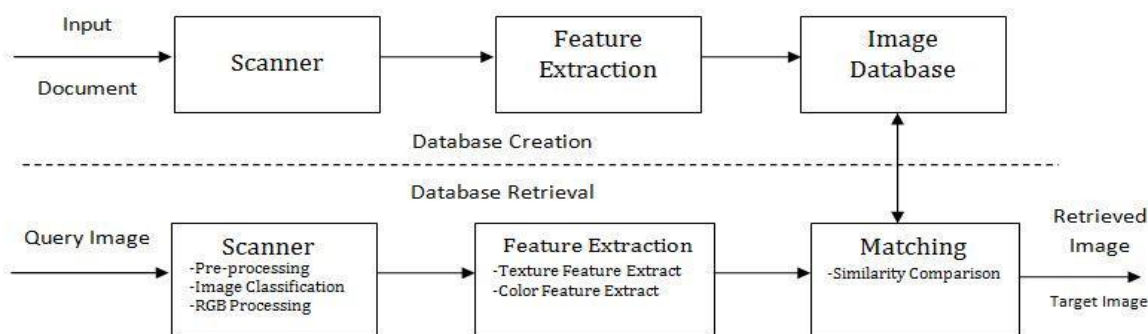 Input
Document
Scanner
Feature
Extraction
Image
Database
Database Creation
Database Retrieval
Query Image
Scanner
-Pre-processing
-Image Classification
-RGB Processing
Feature Extraction
-Texture Feature Extract
-Color Feature Extract
Matching
-Similarity Comparison
Retrieved
Image
Target Image